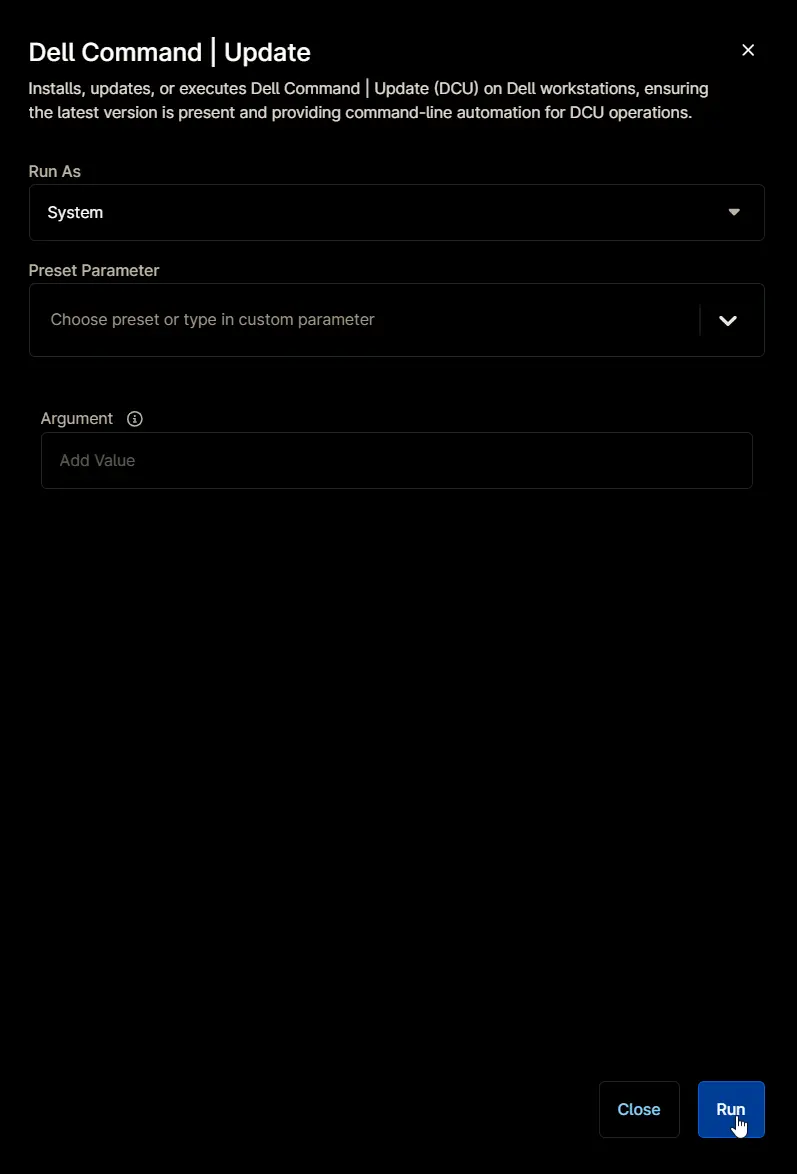 Dell Command | Update
Installs, updates, or executes Dell Command | Update (DCU) on Dell workstations, ensuring
the latest version is present and providing command-line automation for DCU operations.
Run As
System
Preset Parameter
Choose preset or type in custom parameter
Argument
Add Value
Close
Run